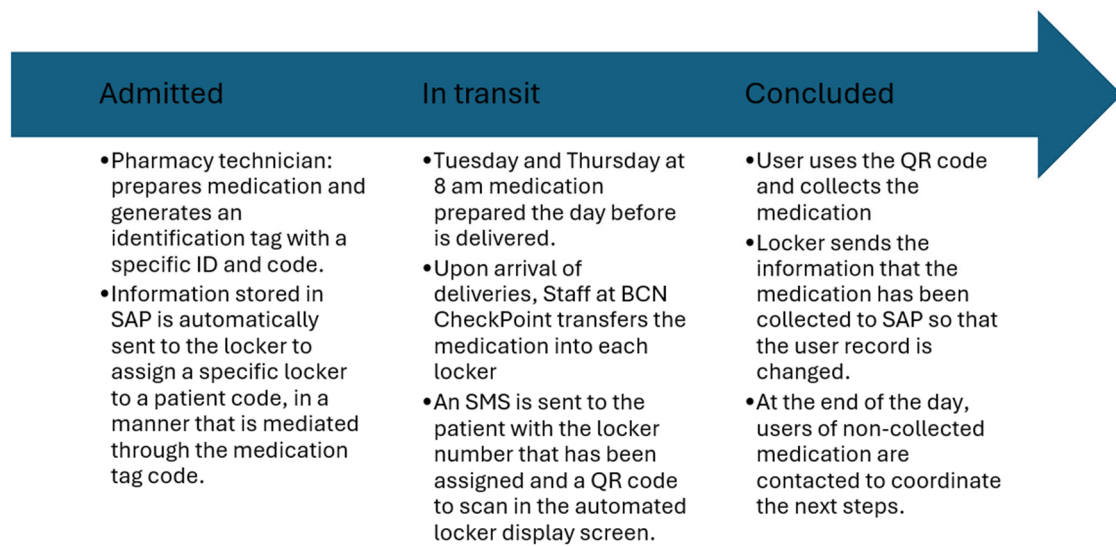 Admitted
•Pharmacy technician:
prepares medication and
generates an
identification tag with a
specific ID and code.
•Information stored in
SAP is automatically
sent to the locker to
assign a specific locker
to a patient code, in a
manner that is mediated
through the medication
tag code.
In transit
•Tuesday and Thursday at
8 am medication
prepared the day before
is delivered.
•Upon arrival of
deliveries, Staff at BCN
CheckPoint transfers the
medication into each
locker
•An SMS is sent to the
patient with the locker
number that has been
assigned and a QR code
to scan in the automated
locker display screen.
Concluded
•User uses the QR code
and collects the
medication
•Locker sends the
information that the
medication has been
collected to SAP so that
the user record is
changed.
•At the end of the day,
users of non-collected
medication are
contacted to coordinate
the next steps.